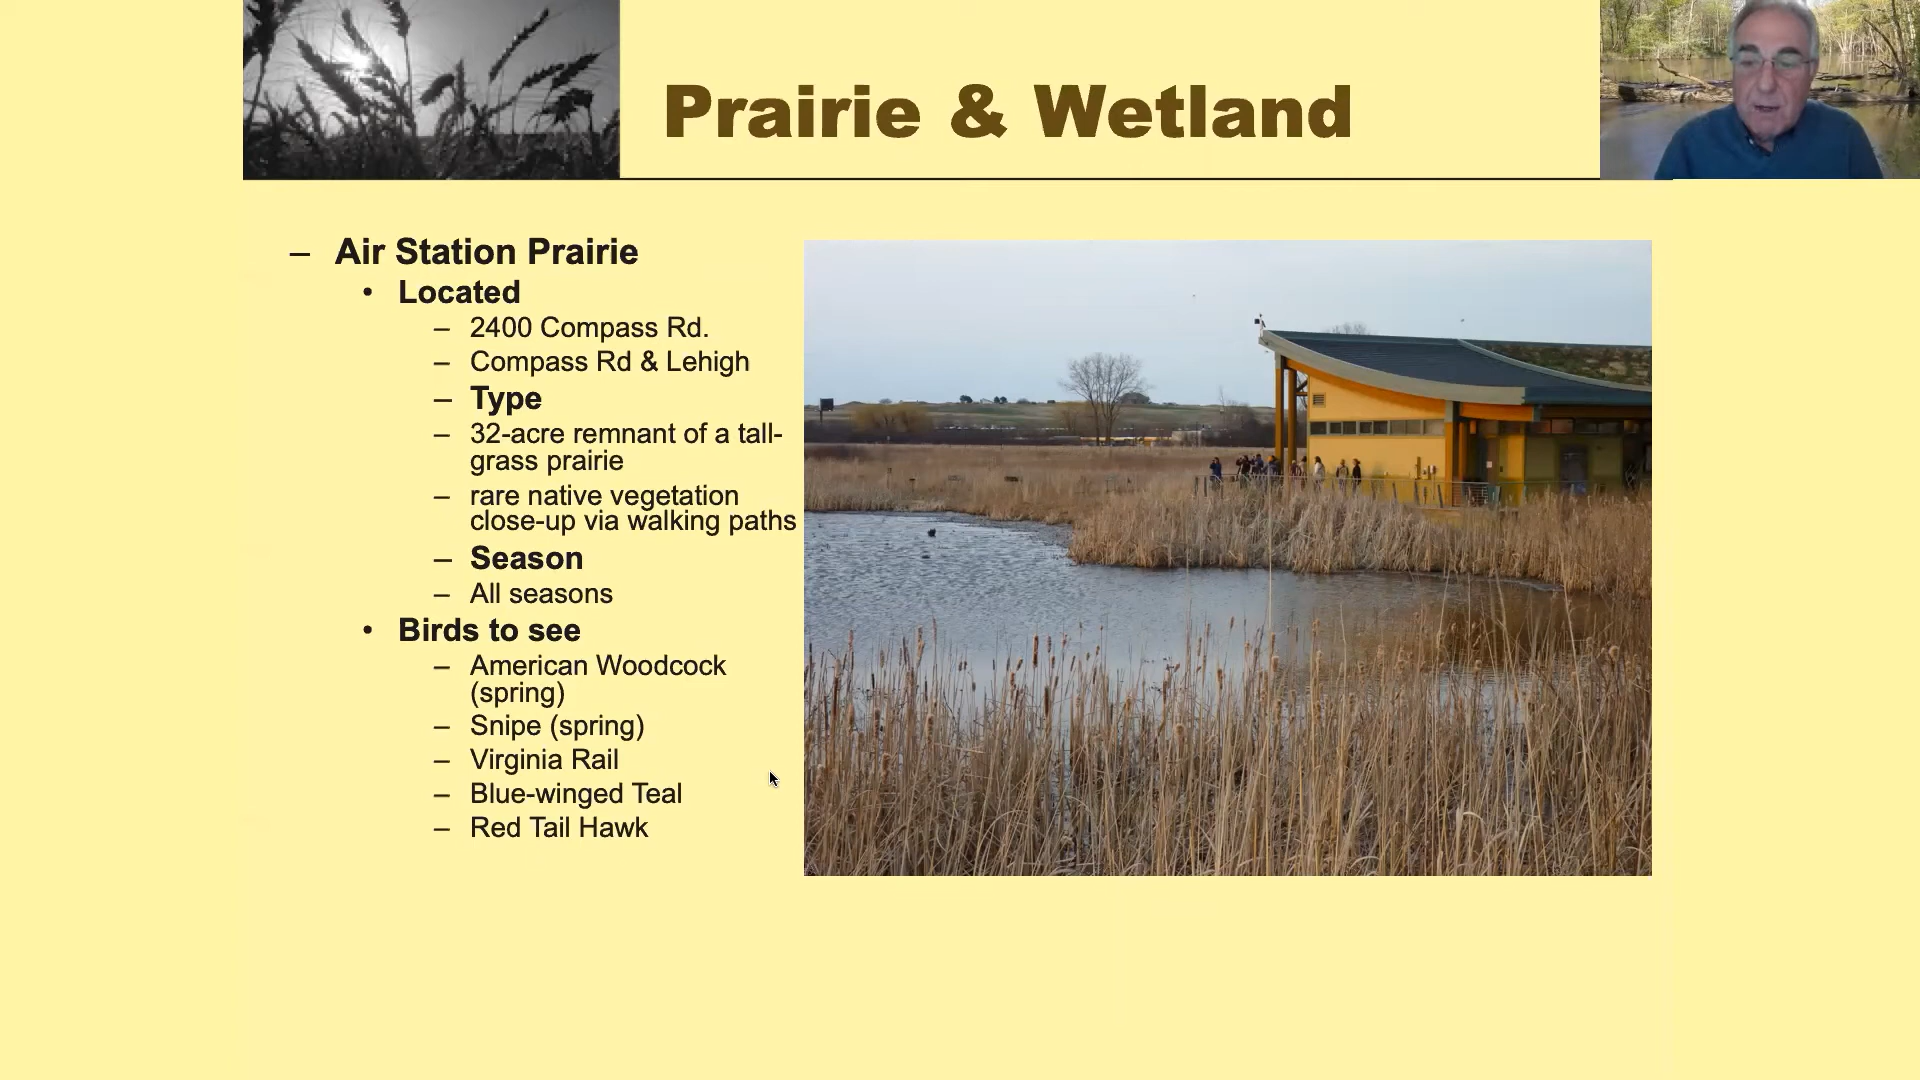 Prairie & Wetland
– Air Station Prairie
• Located
– 2400 Compass Rd.
– Compass Rd & Lehigh
– Type
– 32-acre remnant of a tall-
grass prairie
– rare native vegetation
close-up via walking paths
– Season
– All seasons
• Birds to see
– American Woodcock
(spring)
– Snipe (spring)
– Virginia Rail
– Blue-winged Teal
– Red Tail Hawk